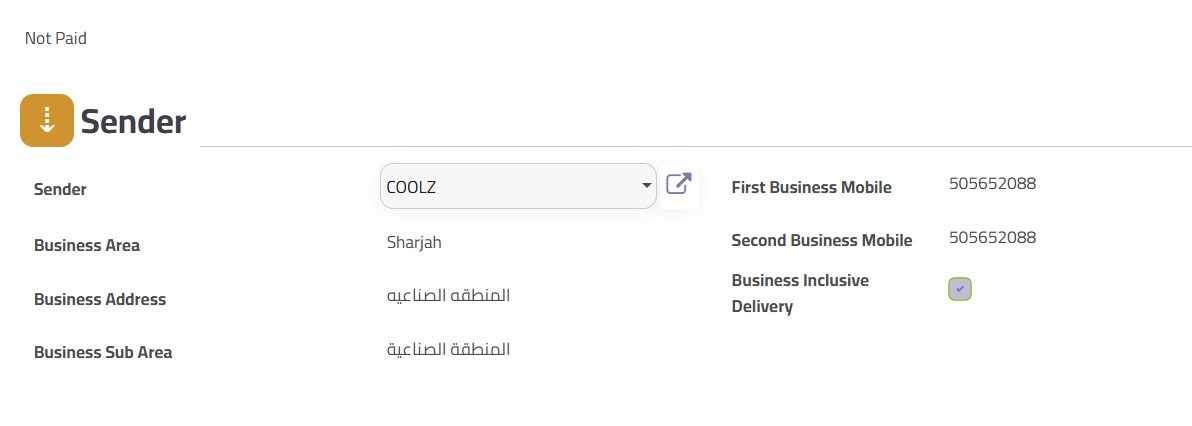 Not Paid
Sender
Sender
COOLZ
First Business Mobile
505652088
Business Area
Sharjah
Second Business Mobile
505652088
Business Address
المنطقه الصناعيه
Business Inclusive
Delivery
Business Sub Area
المنطقة الصناعية